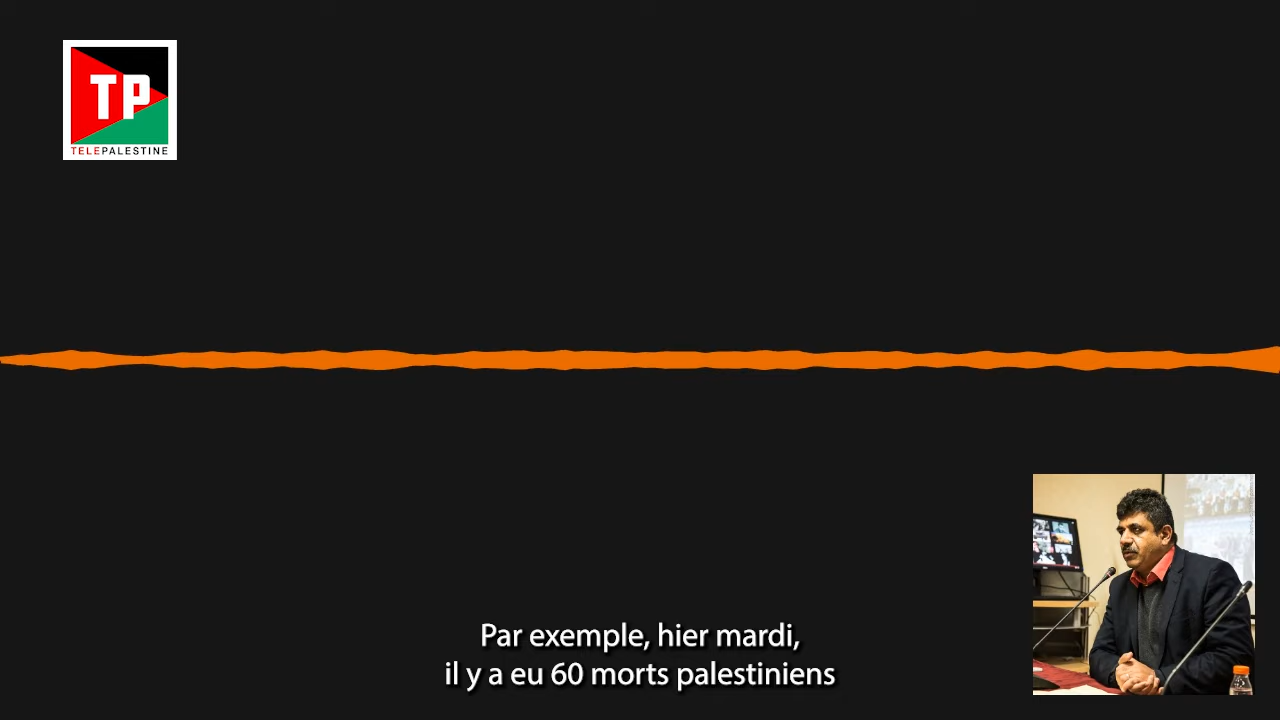 TP
TELEPALESTINE
Par exemple, hier mardi,
il y a eu 60 morts palestiniens